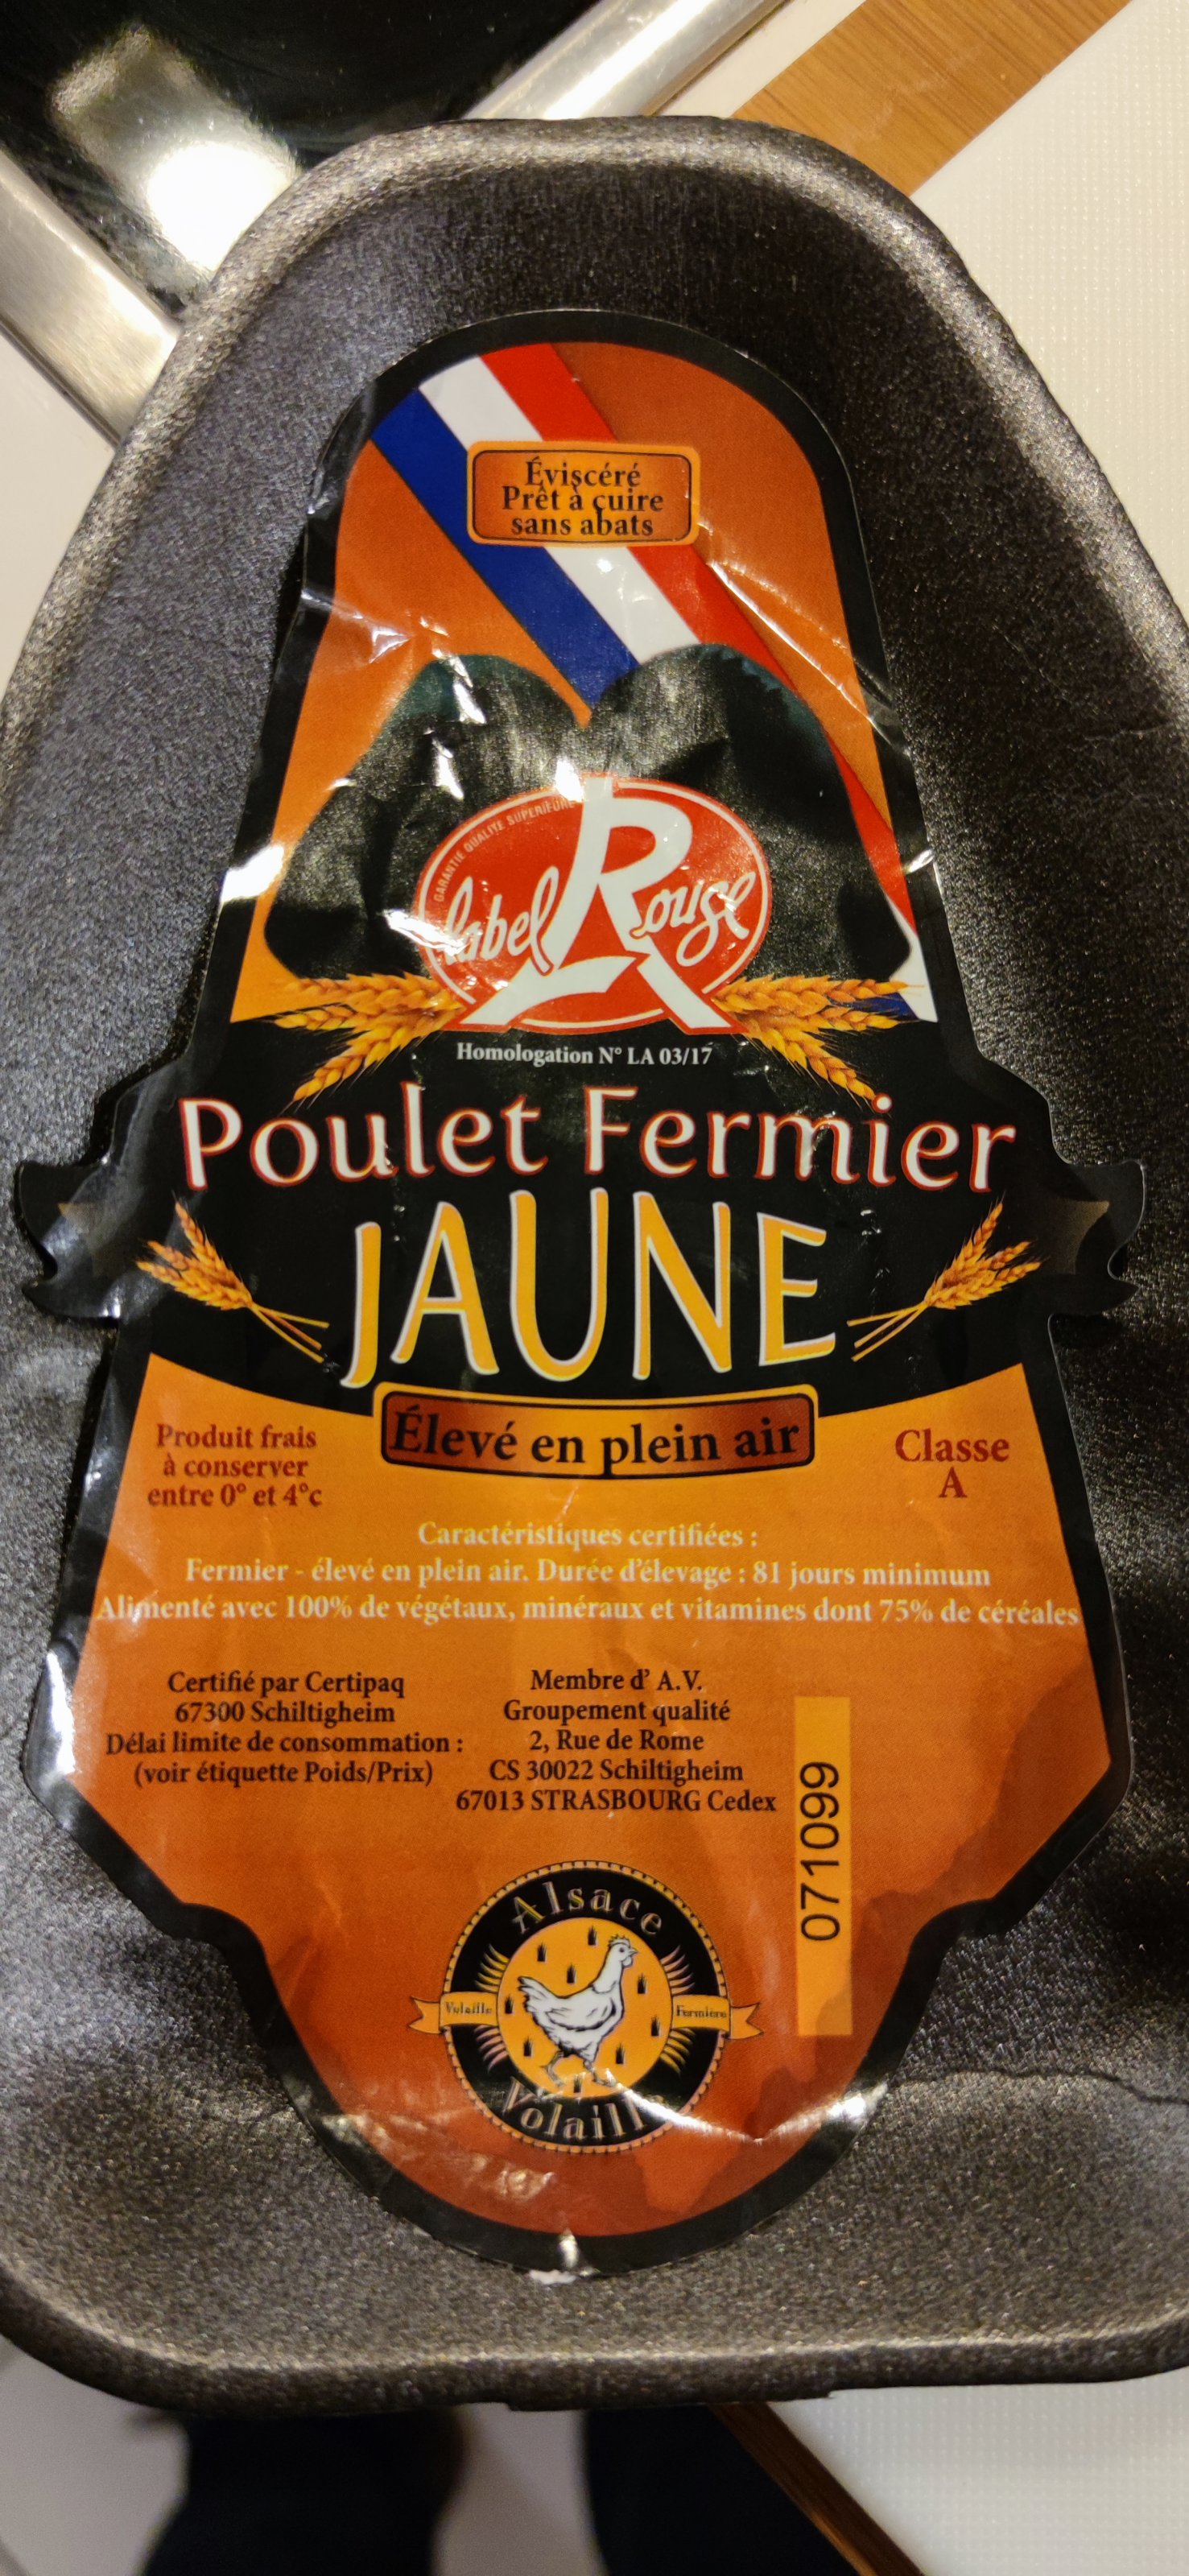 Éviscéré
Prêt à cuire
sans abats
GARANTIE QUALITÉ SUPÉRIEURE
label Rouge
Homologation N° LA 03/17
Poulet Fermier
JAUNE
Élevé en plein air
Produit frais
à conserver
entre 0° et 4°c
Classe
A
Caractéristiques certifiées :
Fermier - élevé en plein air. Durée d'élevage : 81 jours minimum
Alimenté avec 100% de végétaux, minéraux et vitamines dont 75% de céréales
Certifié par Certipaq
67300 Schiltigheim
Délai limite de consommation :
(voir étiquette Poids/Prix)
Membre d' A.V.
Groupement qualité
2, Rue de Rome
CS 30022 Schiltigheim
67013 STRASBOURG Cedex
071099
Alsace
Volaille Fermière